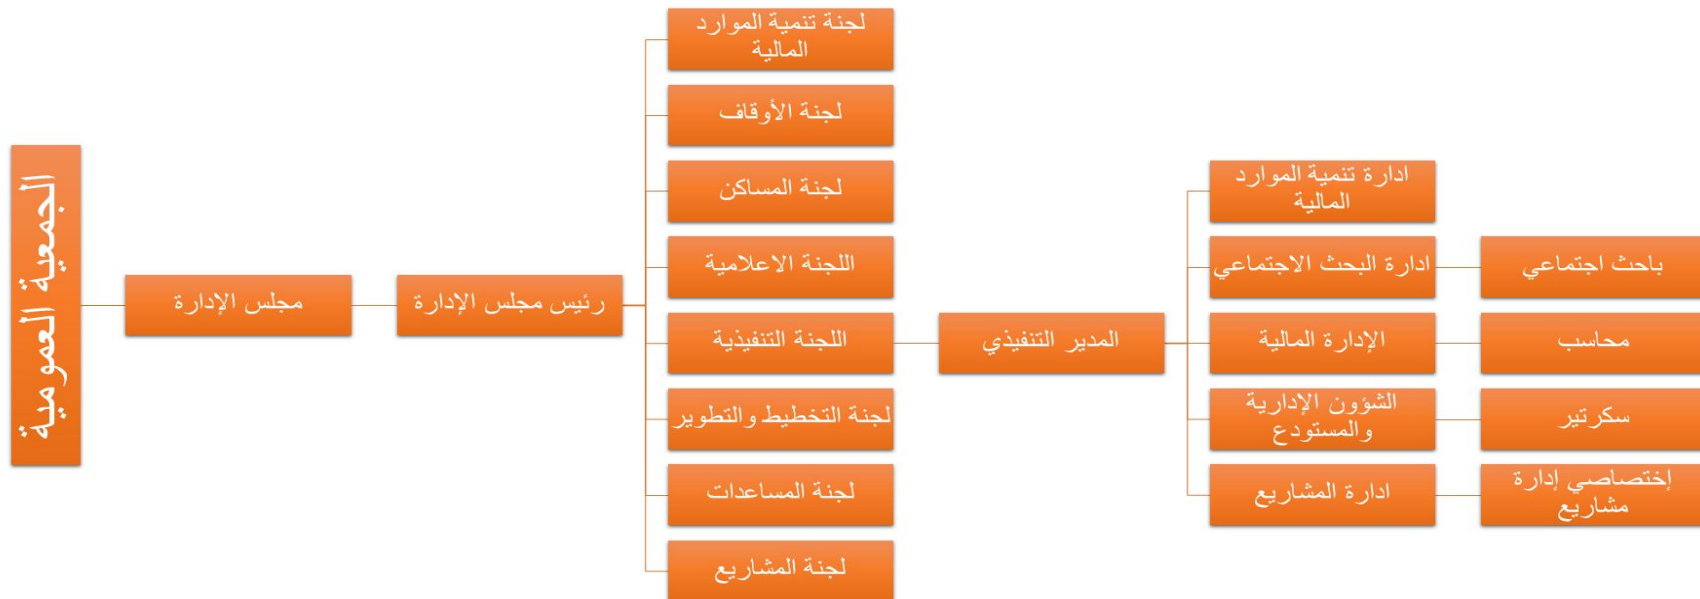 الجمعية العمومية
مجلس الإدارة
رئيس مجلس الإدارة
لجنة تنمية الموارد
المالية
لجنة الأوقاف
لجنة المساكن
اللجنة الاعلامية
اللجنة التنفيذية
لجنة التخطيط والتطوير
لجنة المساعدات
لجنة المشاريع
المدير التنفيذي
ادارة تنمية الموارد
المالية
ادارة البحث الاجتماعي
الإدارة المالية
الشؤون الإدارية
والمستودع
ادارة المشاريع
باحث اجتماعي
محاسب
سكرتير
إختصاصي إدارة
مشاريع